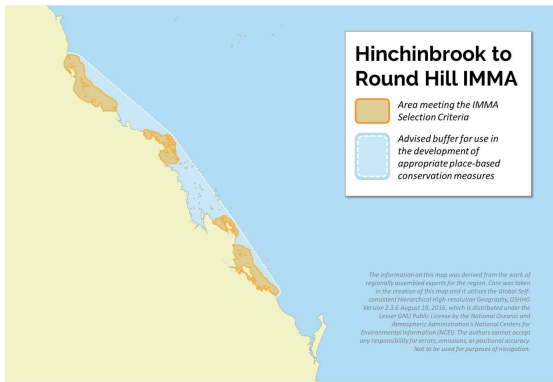 Hinchinbrook to
Round Hill IMMA
Area meeting the IMMA
Selection Criteria
Advised buffer for use in
the development of
appropriate place-based
conservation measures
The information on this map was derived from the work of
regionally assembled experts for the region. Care was taken
in the creation of this map and it utilises the Global Self-
consistent Hierarchical High-resolution Geography, GSHHG
Version 2.3.6 August 19, 2016, which is distributed under the
Lesser GNU Public License by the National Oceanic and
Atmospheric Administration's National Centers for
Environmental Information (NCEI). The authors cannot accept
any responsibility for errors, omissions, or positional accuracy.
Not to be used for purposes of navigation.